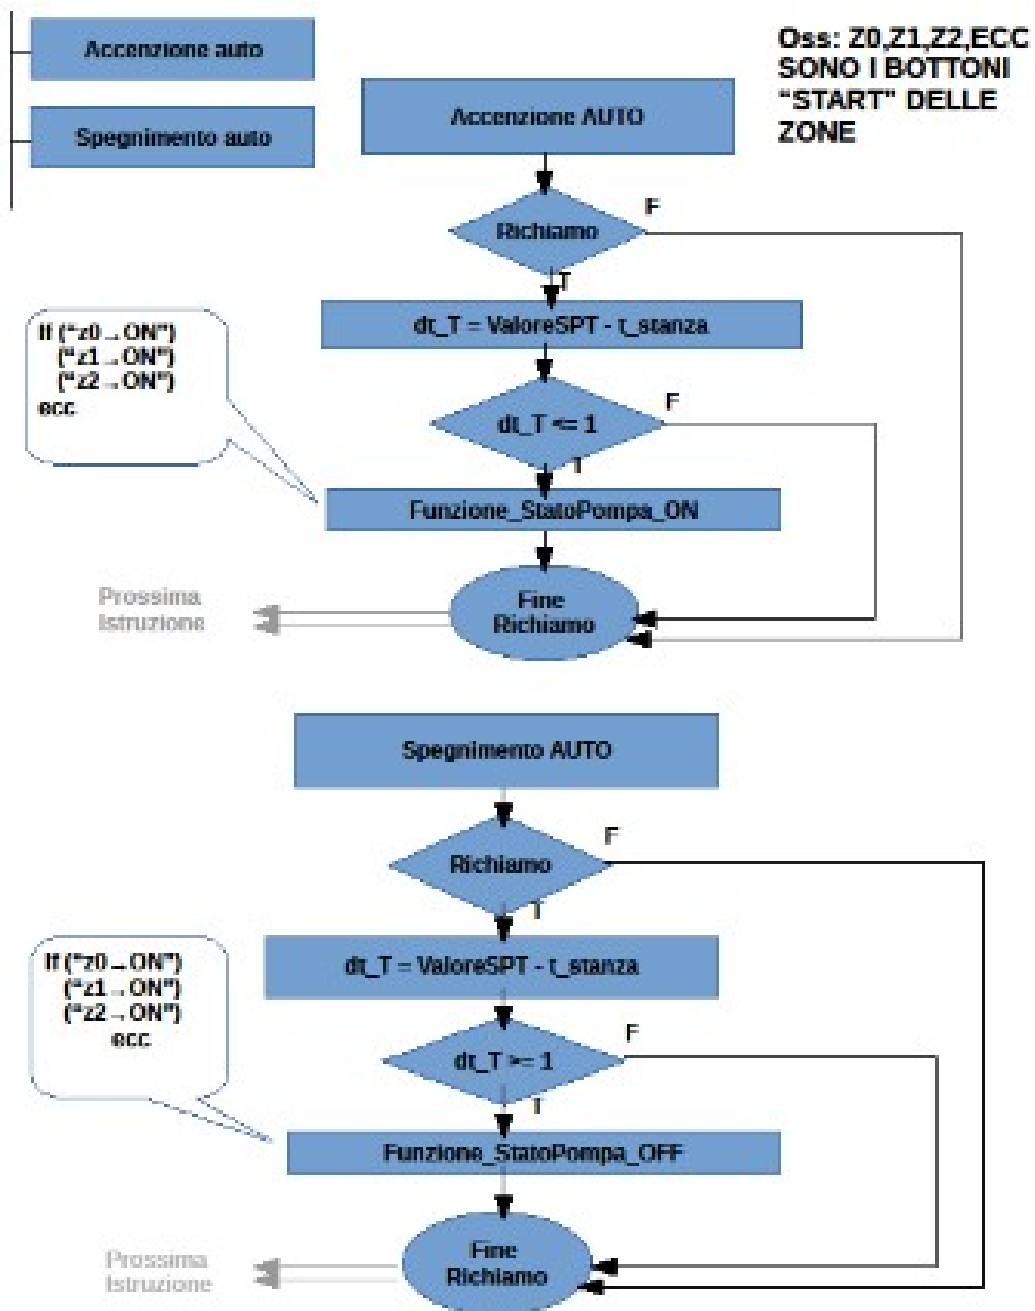 Accenzione auto
Spegnimento auto
Oss: Z0,Z1,Z2,ECC
SONO I BOTTONI
“START” DELLE
ZONE
Accenzione AUTO
Richiamo
F
T
dt_T = ValoreSPT - t_stanza
If (“z0→ON”)
(“z1→ON”)
(“z2→ON”)
ecc
dt_T <= 1
F
T
Funzione_StatoPompa_ON
Fine
Richiamo
Prossima
Istruzione
Spegnimento AUTO
Richiamo
F
T
dt_T = ValoreSPT - t_stanza
If (“z0→ON”)
(“z1→ON”)
(“z2→ON”)
ecc
dt_T >= 1
F
T
Funzione_StatoPompa_OFF
Fine
Richiamo
Prossima
Istruzione